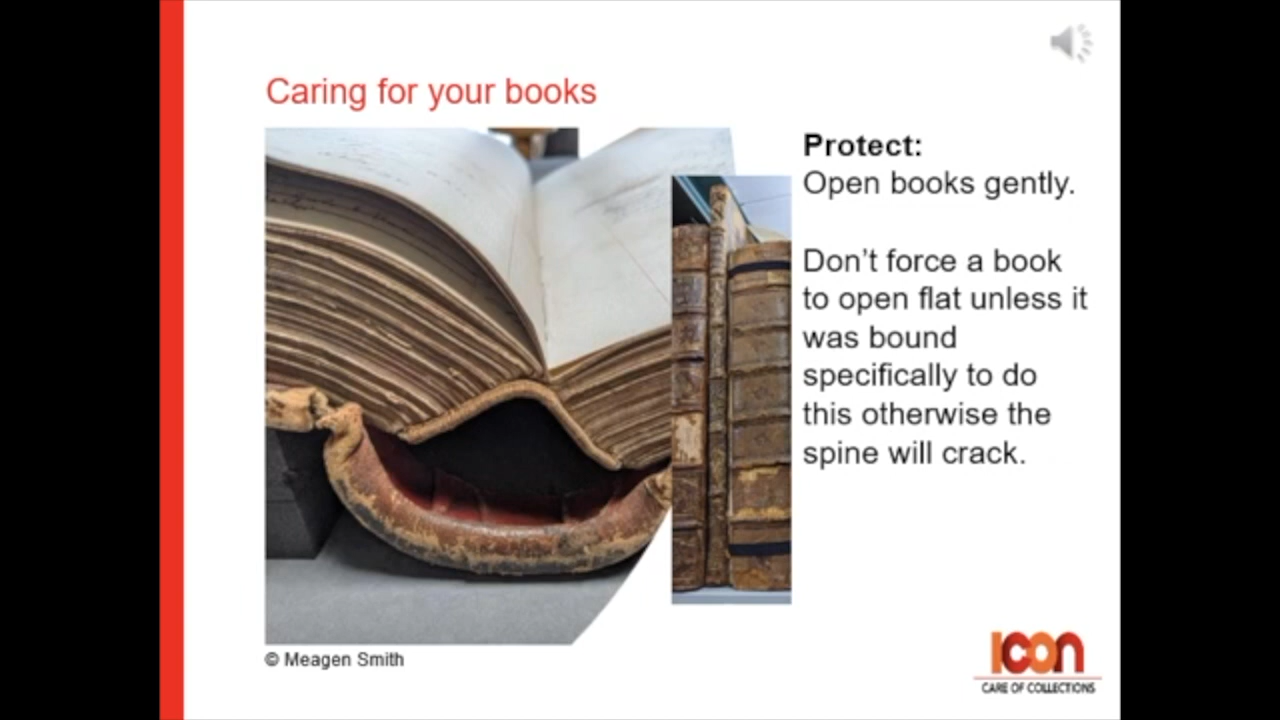 Caring for your books
Protect:
Open books gently.
Don't force a book
to open flat unless it
was bound
specifically to do
this otherwise the
spine will crack.
© Meagen Smith
icon
CARE OF COLLECTIONS